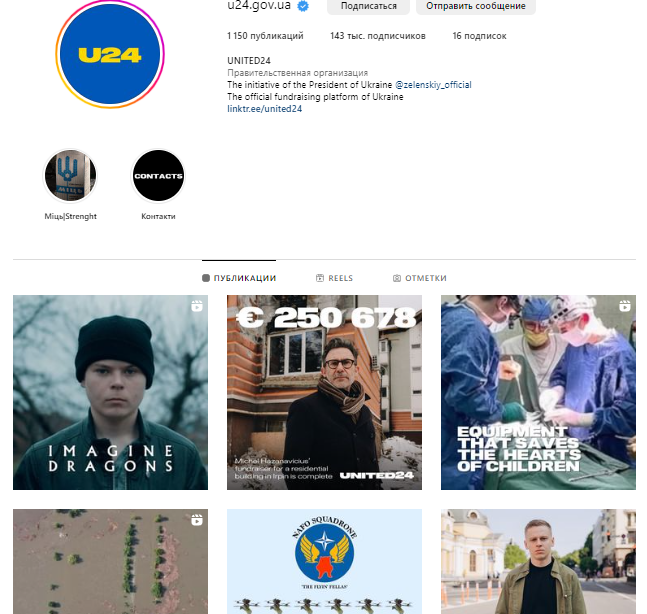 u24.gov.ua
Подписаться
Отправить сообщение
1 150 публикаций
143 тыс. подписчиков
16 подписок
UNITED24
Правительственная организация
The initiative of the President of Ukraine @zelenskiy_official
The official fundraising platform of Ukraine
linktr.ee/united24
U24
МІЦЬ
CONTACTS
Міць|Strenght
Контакти
ПУБЛИКАЦИИ
REELS
ОТМЕТКИ
IMAGINE
DRAGONS
€ 250 678
Michel Hazanavicius'
fundraiser for a residential
building in Irpin is complete
UNITED24
EQUIPMENT
THAT SAVES
THE HEARTS
OF CHILDREN
NAFO SQUADRONE
"THE FLYIN' FELLAS"